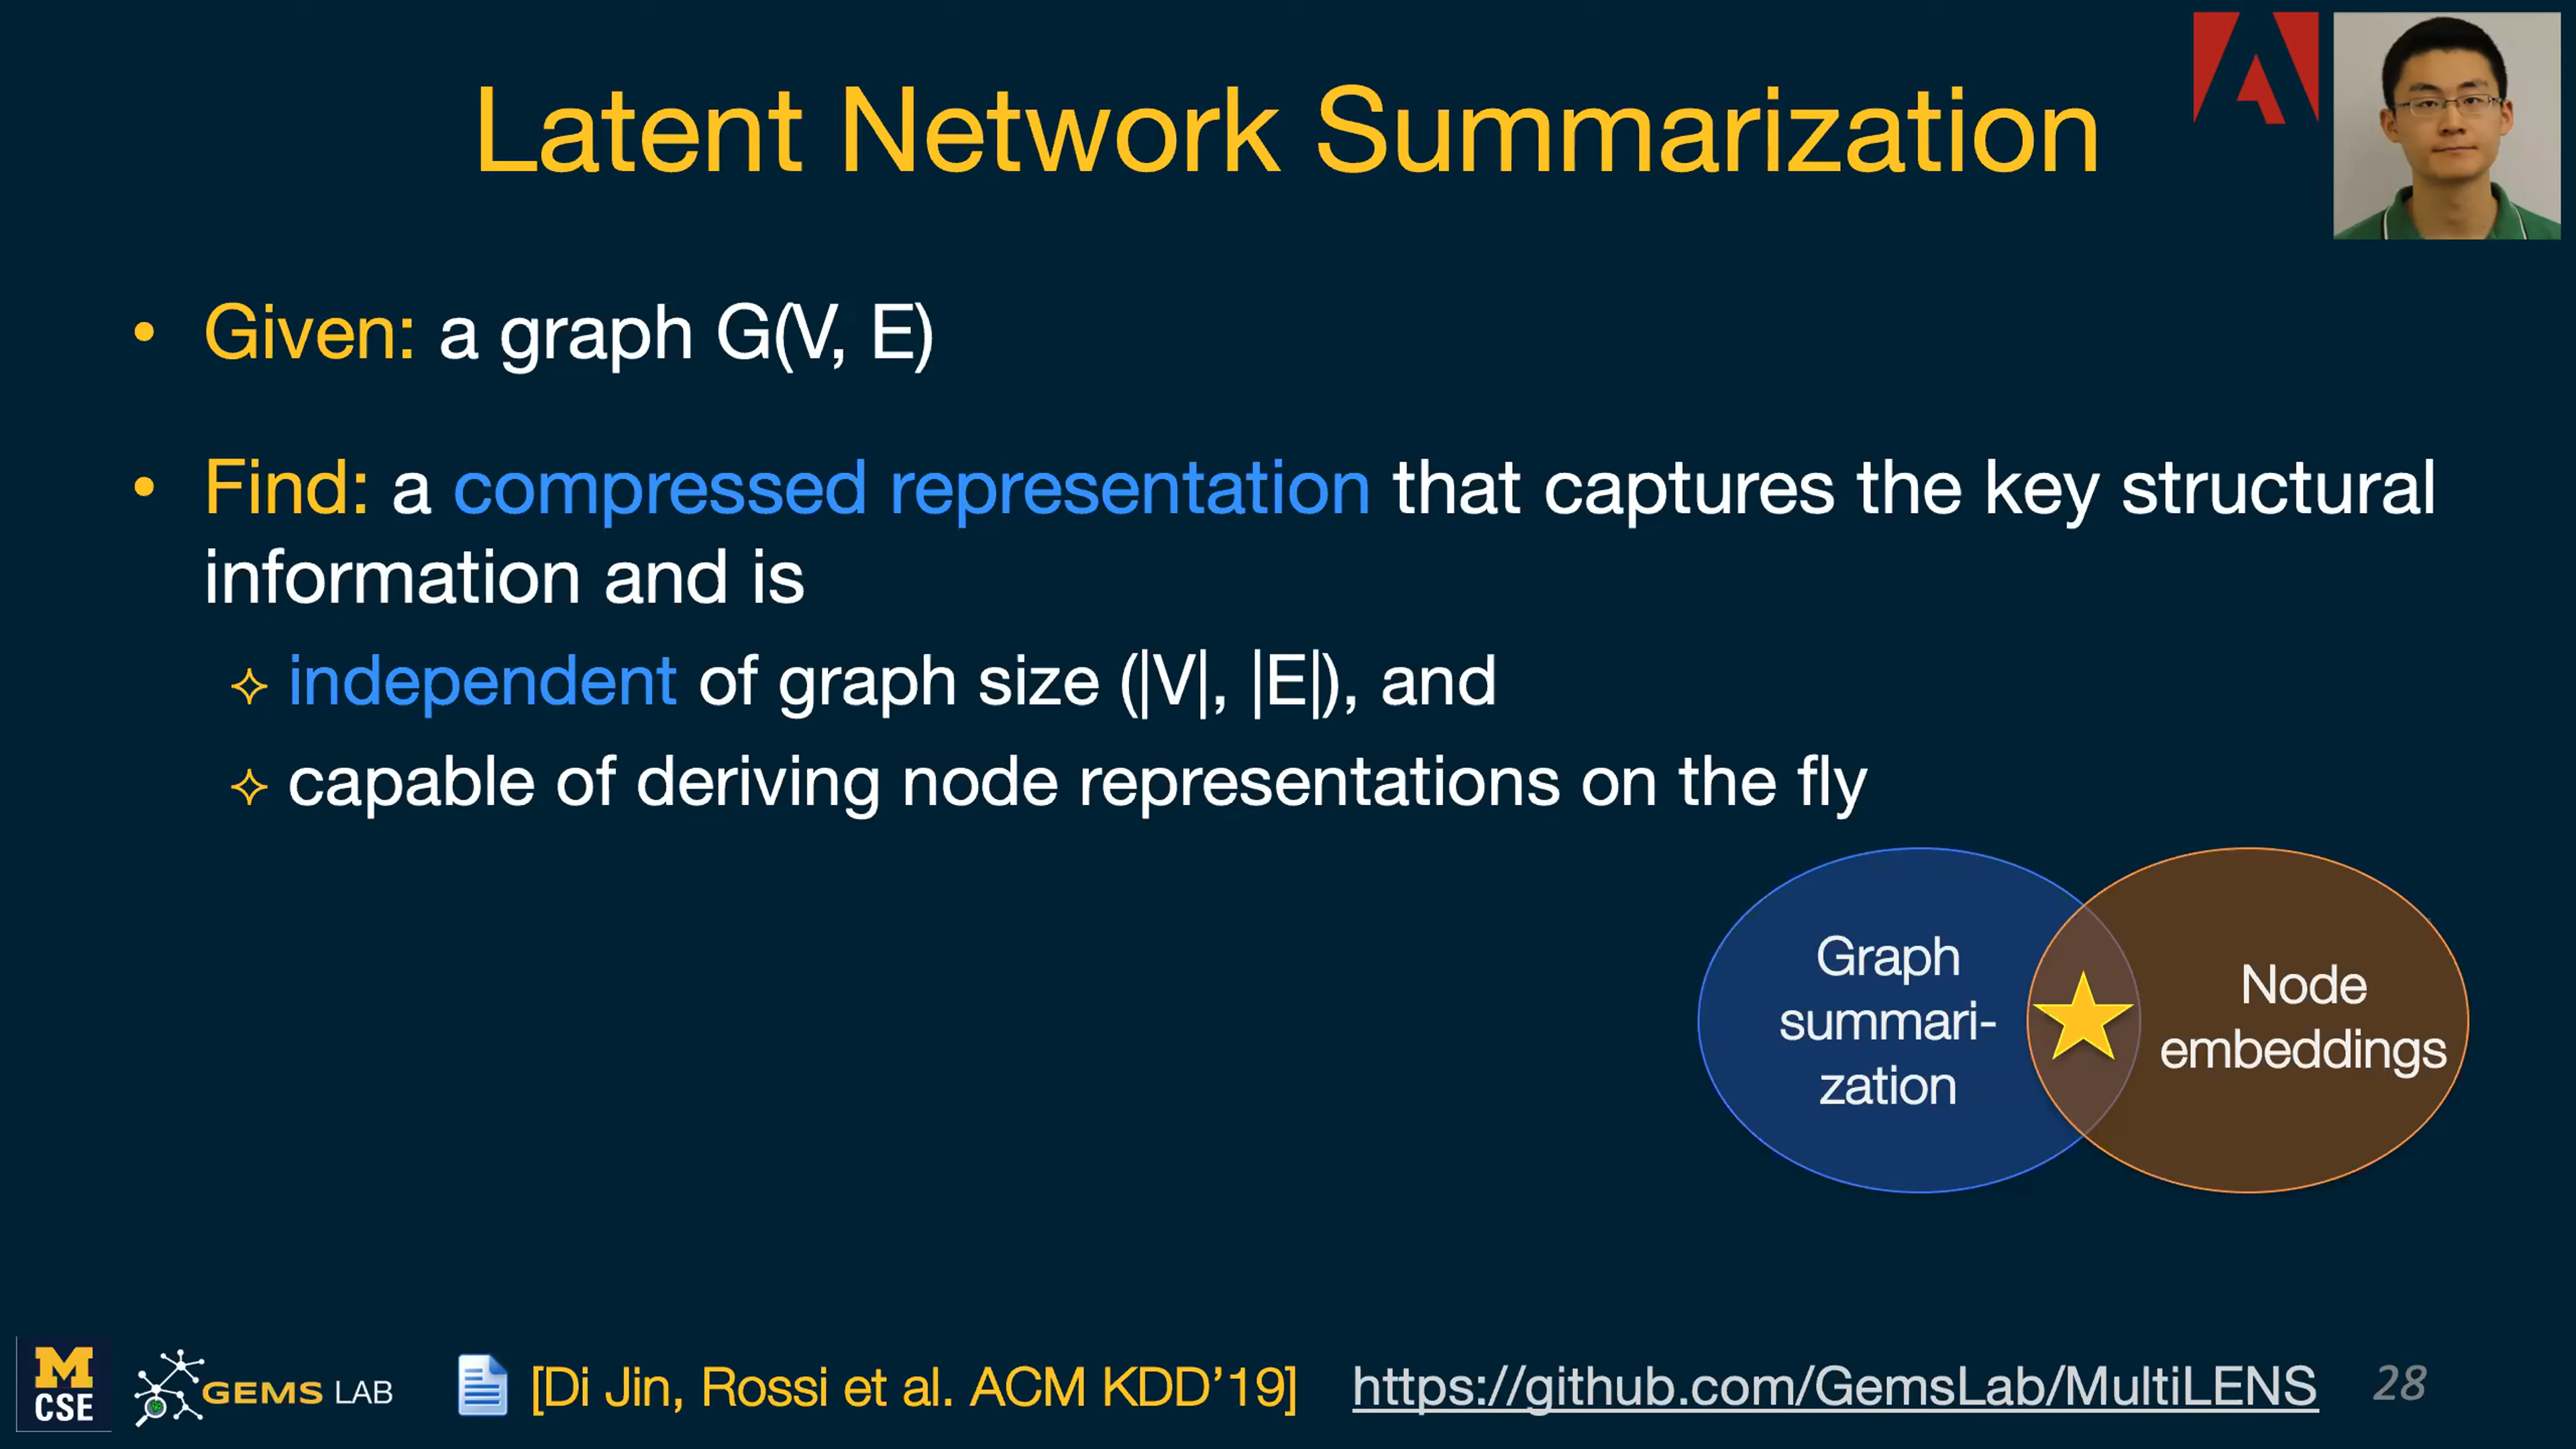 Latent Network Summarization
• Given: a graph G(V, E)
• Find: a compressed representation that captures the key structural
information and is
✧ independent of graph size (|V|, |E|), and
✧ capable of deriving node representations on the fly
Graph
summari-
zation
Node
embeddings
M
CSE
GEMS LAB
[Di Jin, Rossi et al. ACM KDD’19]
https://github.com/GemsLab/MultiLENS
28